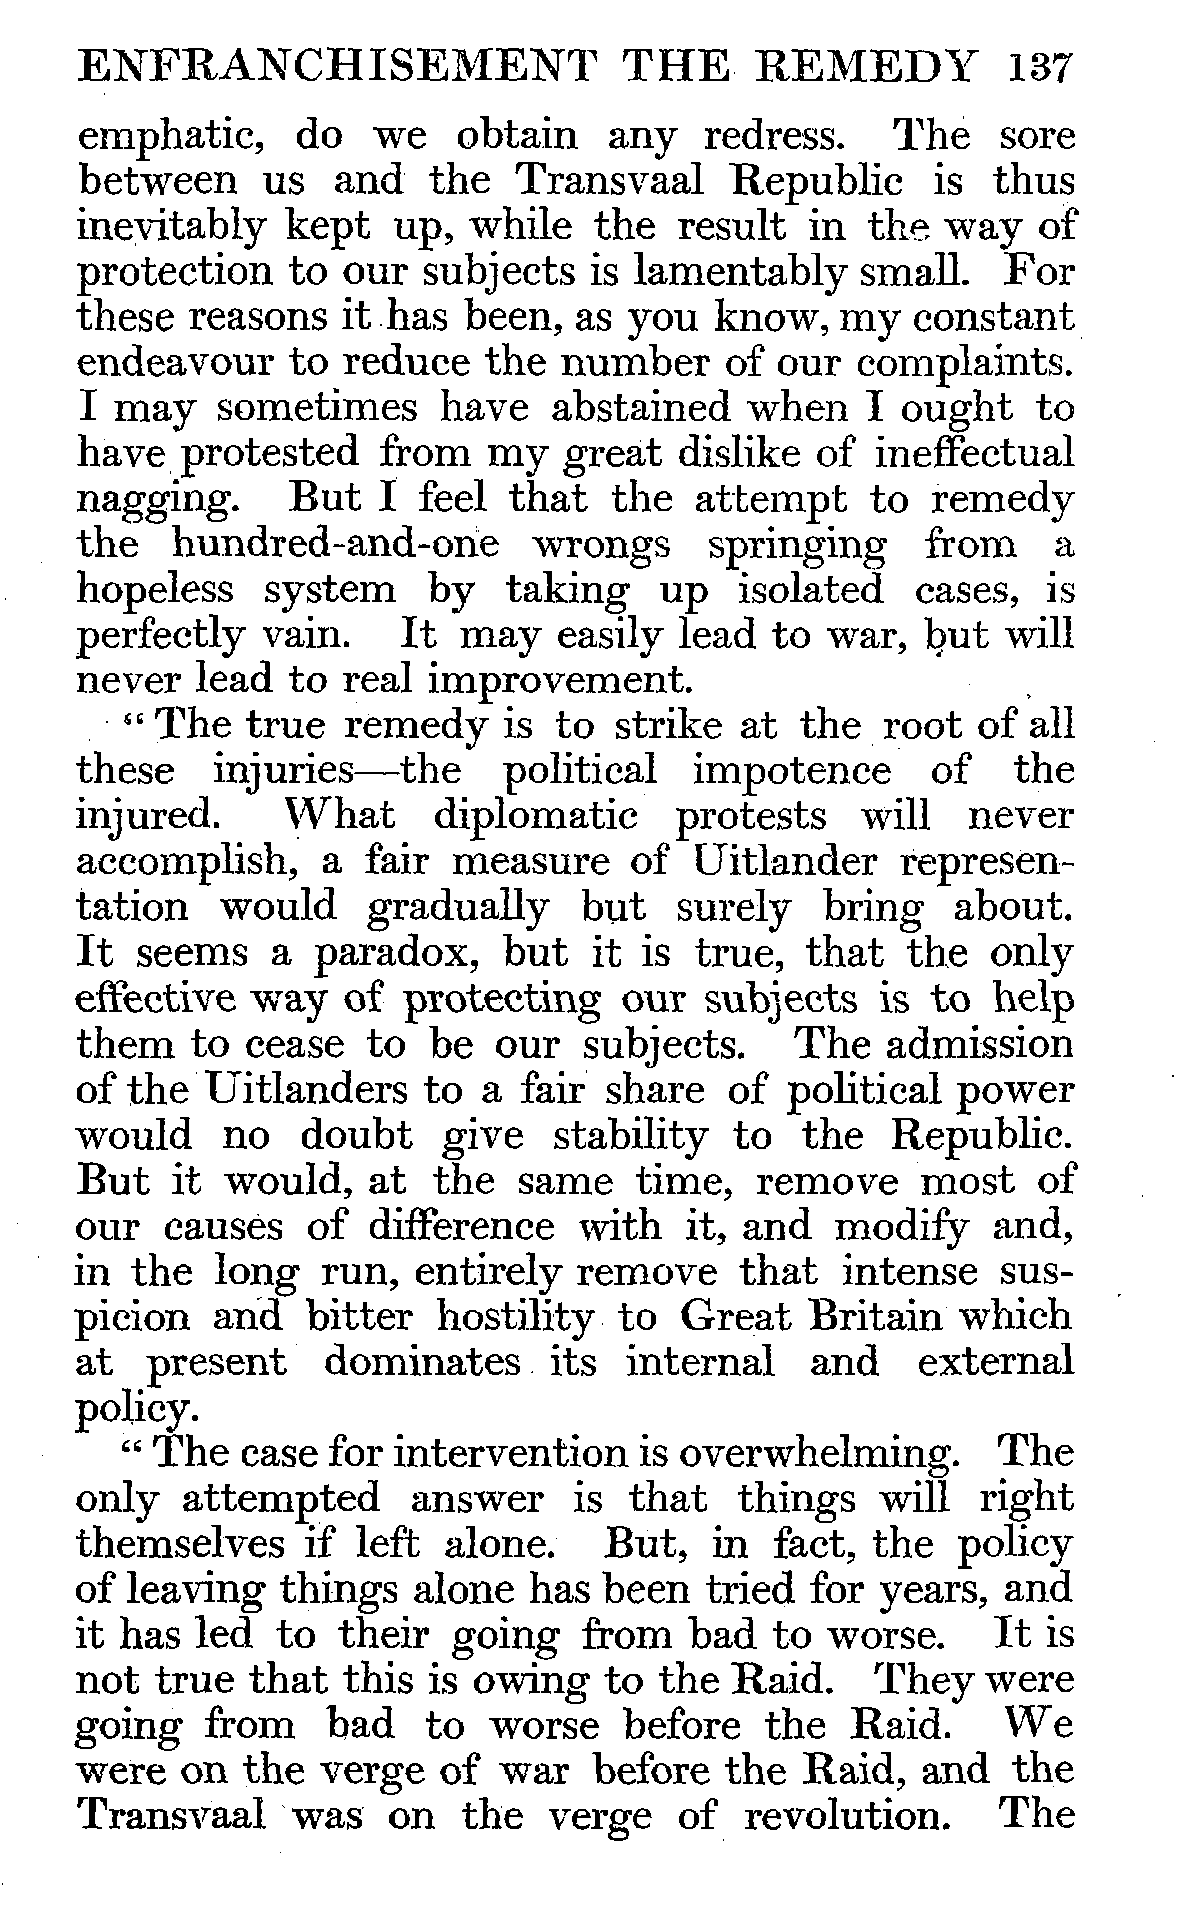 ENFRANCHISEMENT THE REMEDY 137
emphatic, do we obtain any redress. The sore
between us and the Transvaal Republic is thus
inevitably kept up, while the result in the way of
protection to our subjects is lamentably small. For
these reasons it has been, as you know, my constant
endeavour to reduce the number of our complaints.
I may sometimes have abstained when I ought to
have protested from my great dislike of ineffectual
nagging. But I feel that the attempt to remedy
the hundred-and-one wrongs springing from a
hopeless system by taking up isolated cases, is
perfectly vain. It may easily lead to war, but will
never lead to real improvement.
“ The true remedy is to strike at the root of all
these injuries—the political impotence of the
injured. What diplomatic protests will never
accomplish, a fair measure of Uitlander represen-
tation would gradually but surely bring about.
It seems a paradox, but it is true, that the only
effective way of protecting our subjects is to help
them to cease to be our subjects. The admission
of the Uitlanders to a fair share of political power
would no doubt give stability to the Republic.
But it would, at the same time, remove most of
our causes of difference with it, and modify and,
in the long run, entirely remove that intense sus-
picion and bitter hostility to Great Britain which
at present dominates its internal and external
policy.
“ The case for intervention is overwhelming. The
only attempted answer is that things will right
themselves if left alone. But, in fact, the policy
of leaving things alone has been tried for years, and
it has led to their going from bad to worse. It is
not true that this is owing to the Raid. They were
going from bad to worse before the Raid. We
were on the verge of war before the Raid, and the
Transvaal was on the verge of revolution. The